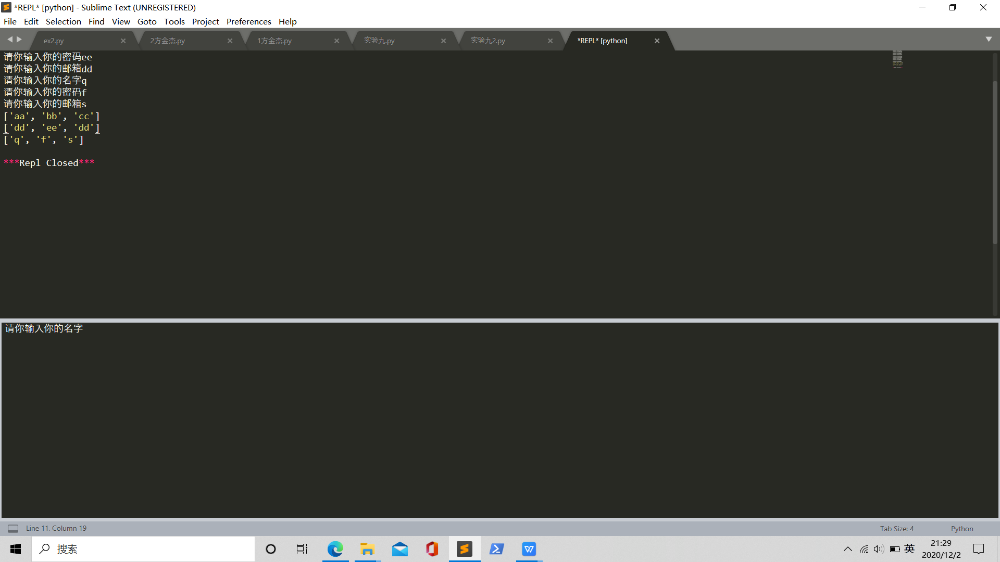 *REPL* [python] - Sublime Text (UNREGISTERED)
File Edit Selection Find View Goto Tools Project Preferences Help
ex2.py 2方金杰.py 1方金杰.py 实验九.py 实验九2.py *REPL* [python]
请你输入你的密码ee
请你输入你的邮箱dd
请你输入你的名字q
请你输入你的密码f
请你输入你的邮箱s
['aa', 'bb', 'cc']
['dd', 'ee', 'dd']
['q', 'f', 's']
***Repl Closed***
请你输入你的名字
Line 11, Column 19 Tab Size: 4 Python
搜索 英 21:29
2020/12/2